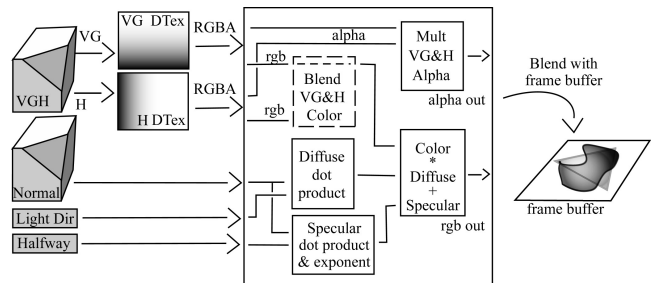 VG
VG DTex
RGBA
VGH
H
H DTex
RGBA
Normal
Light Dir
Halfway
alpha
rgb
rgb
Blend
VG&H
Color
Mult
VG&H
Alpha
alpha out
Diffuse
dot
product
Specular
dot product
& exponent
Color
*
Diffuse
+
Specular
rgb out
Blend with
frame buffer
frame buffer